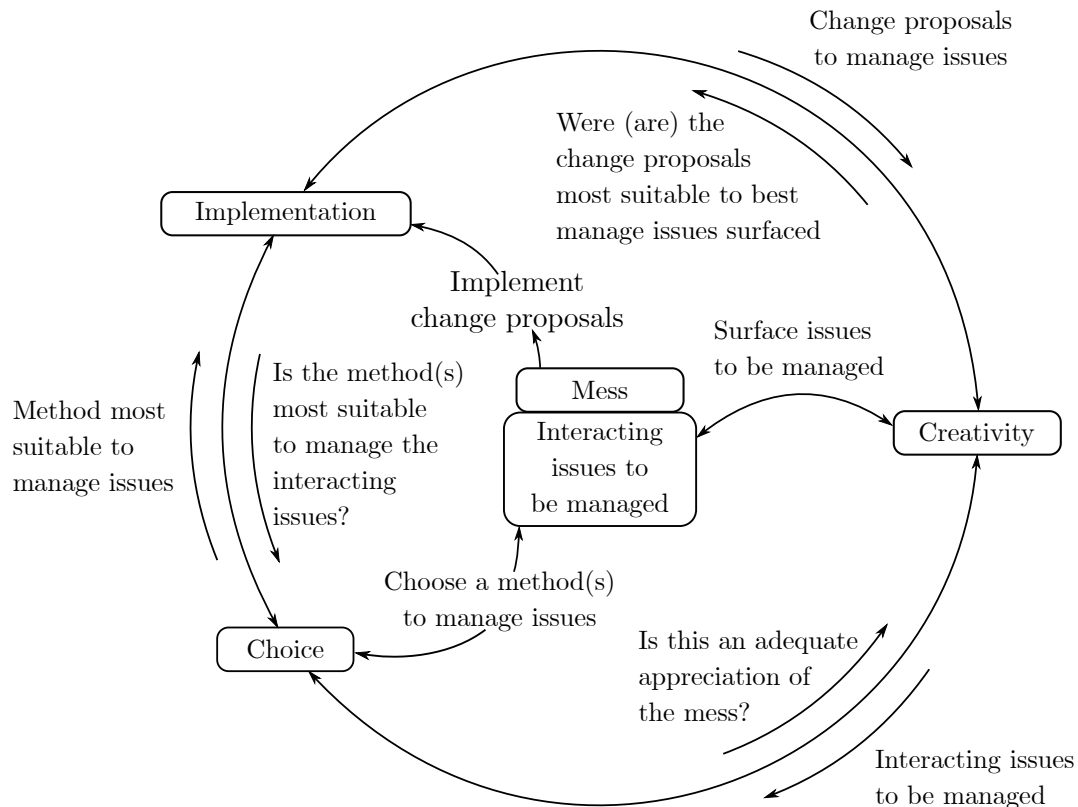 Change proposals
to manage issues
Were (are) the
change proposals
most suitable to best
manage issues surfaced
Implementation
Implement
change proposals
Surface issues
to be managed
Is the method(s)
most suitable
to manage the
interacting
issues?
Method most
suitable to
manage issues
Mess
Interacting
issues to
be managed
Creativity
Choose a method(s)
to manage issues
Choice
Is this an adequate
appreciation of
the mess?
Interacting issues
to be managed